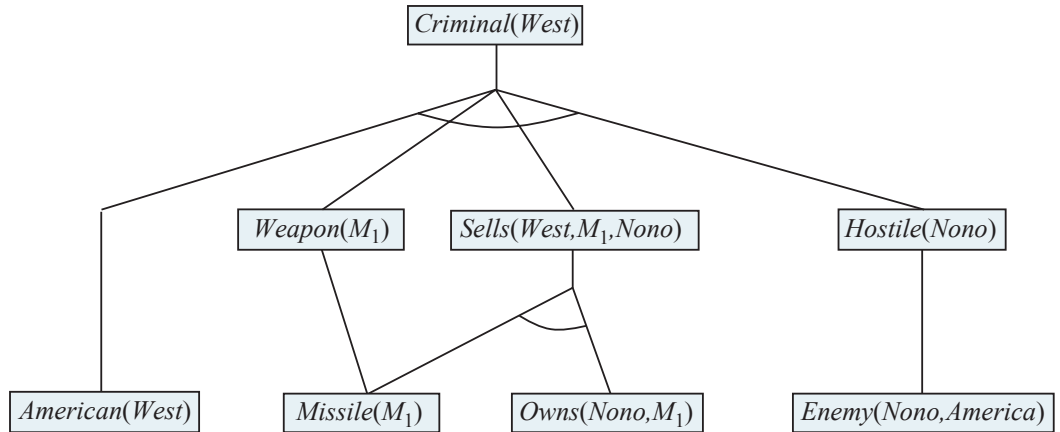 Criminal(West)
Weapon(M₁)
Sells(West,M₁,Nono)
Hostile(Nono)
American(West)
Missile(M₁)
Owns(Nono,M₁)
Enemy(Nono,America)